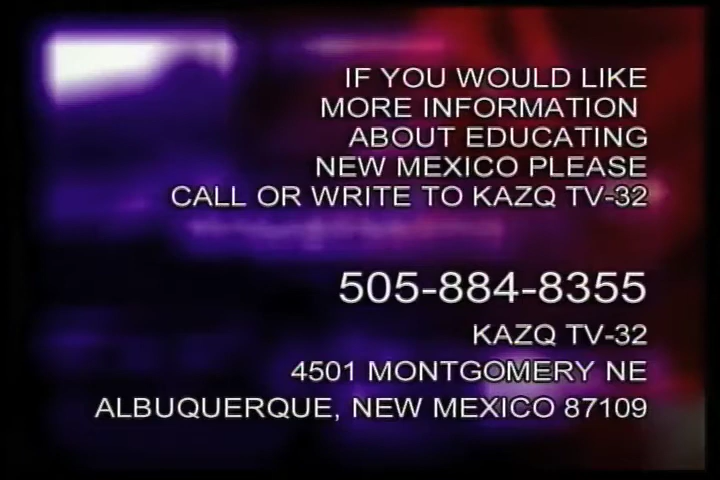 IF YOU WOULD LIKE
MORE INFORMATION
ABOUT EDUCATING
NEW MEXICO PLEASE
CALL OR WRITE TO KAZQ TV-32
505-884-8355
KAZQ TV-32
4501 MONTGOMERY NE
ALBUQUERQUE, NEW MEXICO 87109